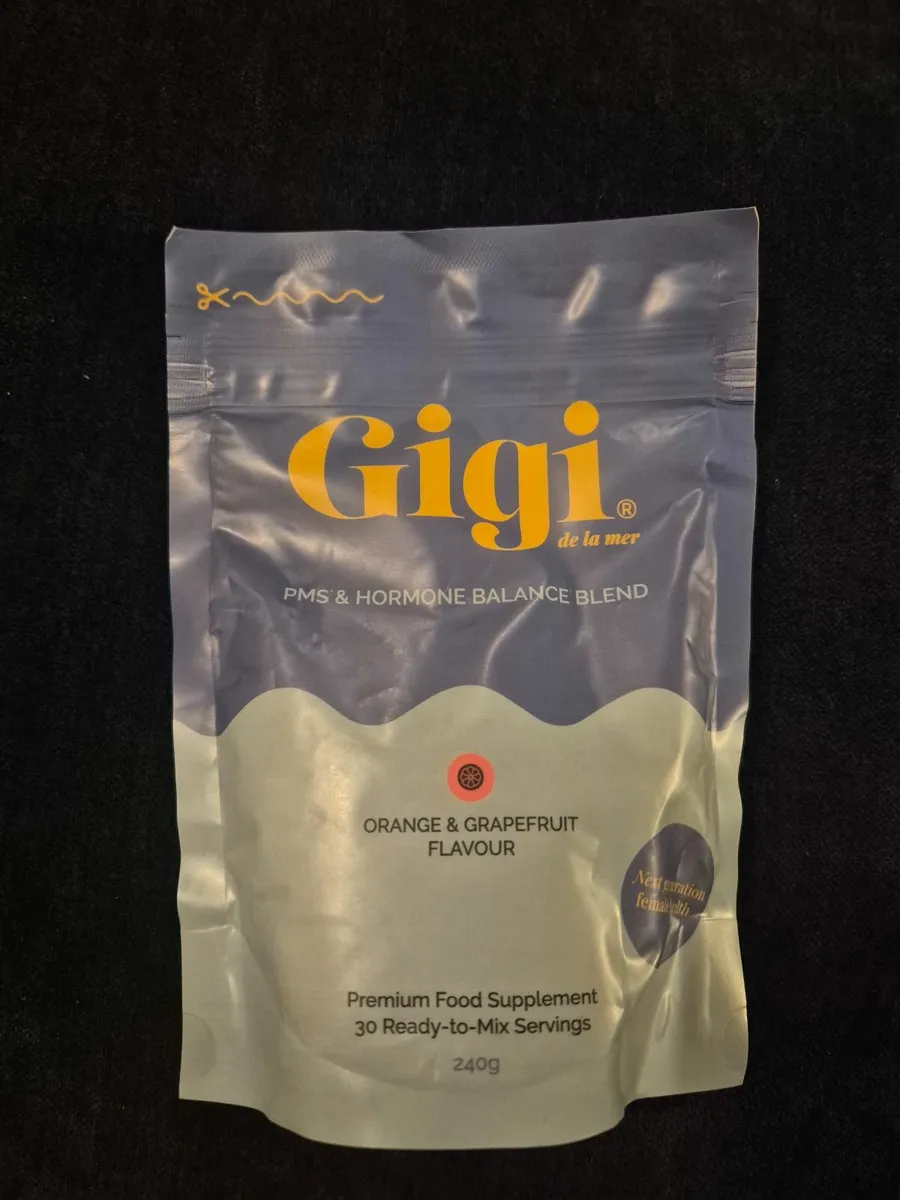 Gigi®
de la mer
PMS & HORMONE BALANCE BLEND
ORANGE & GRAPEFRUIT
FLAVOUR
Next
Premium Food Supplement
30 Ready-to-Mix Servings
240g